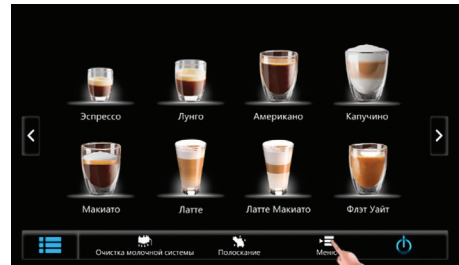 Эспрессо Лунго Американо Капучино
Макиато Латте Латте Макиато Флэт Уайт
Очистка молочной системы Полоскание Меню